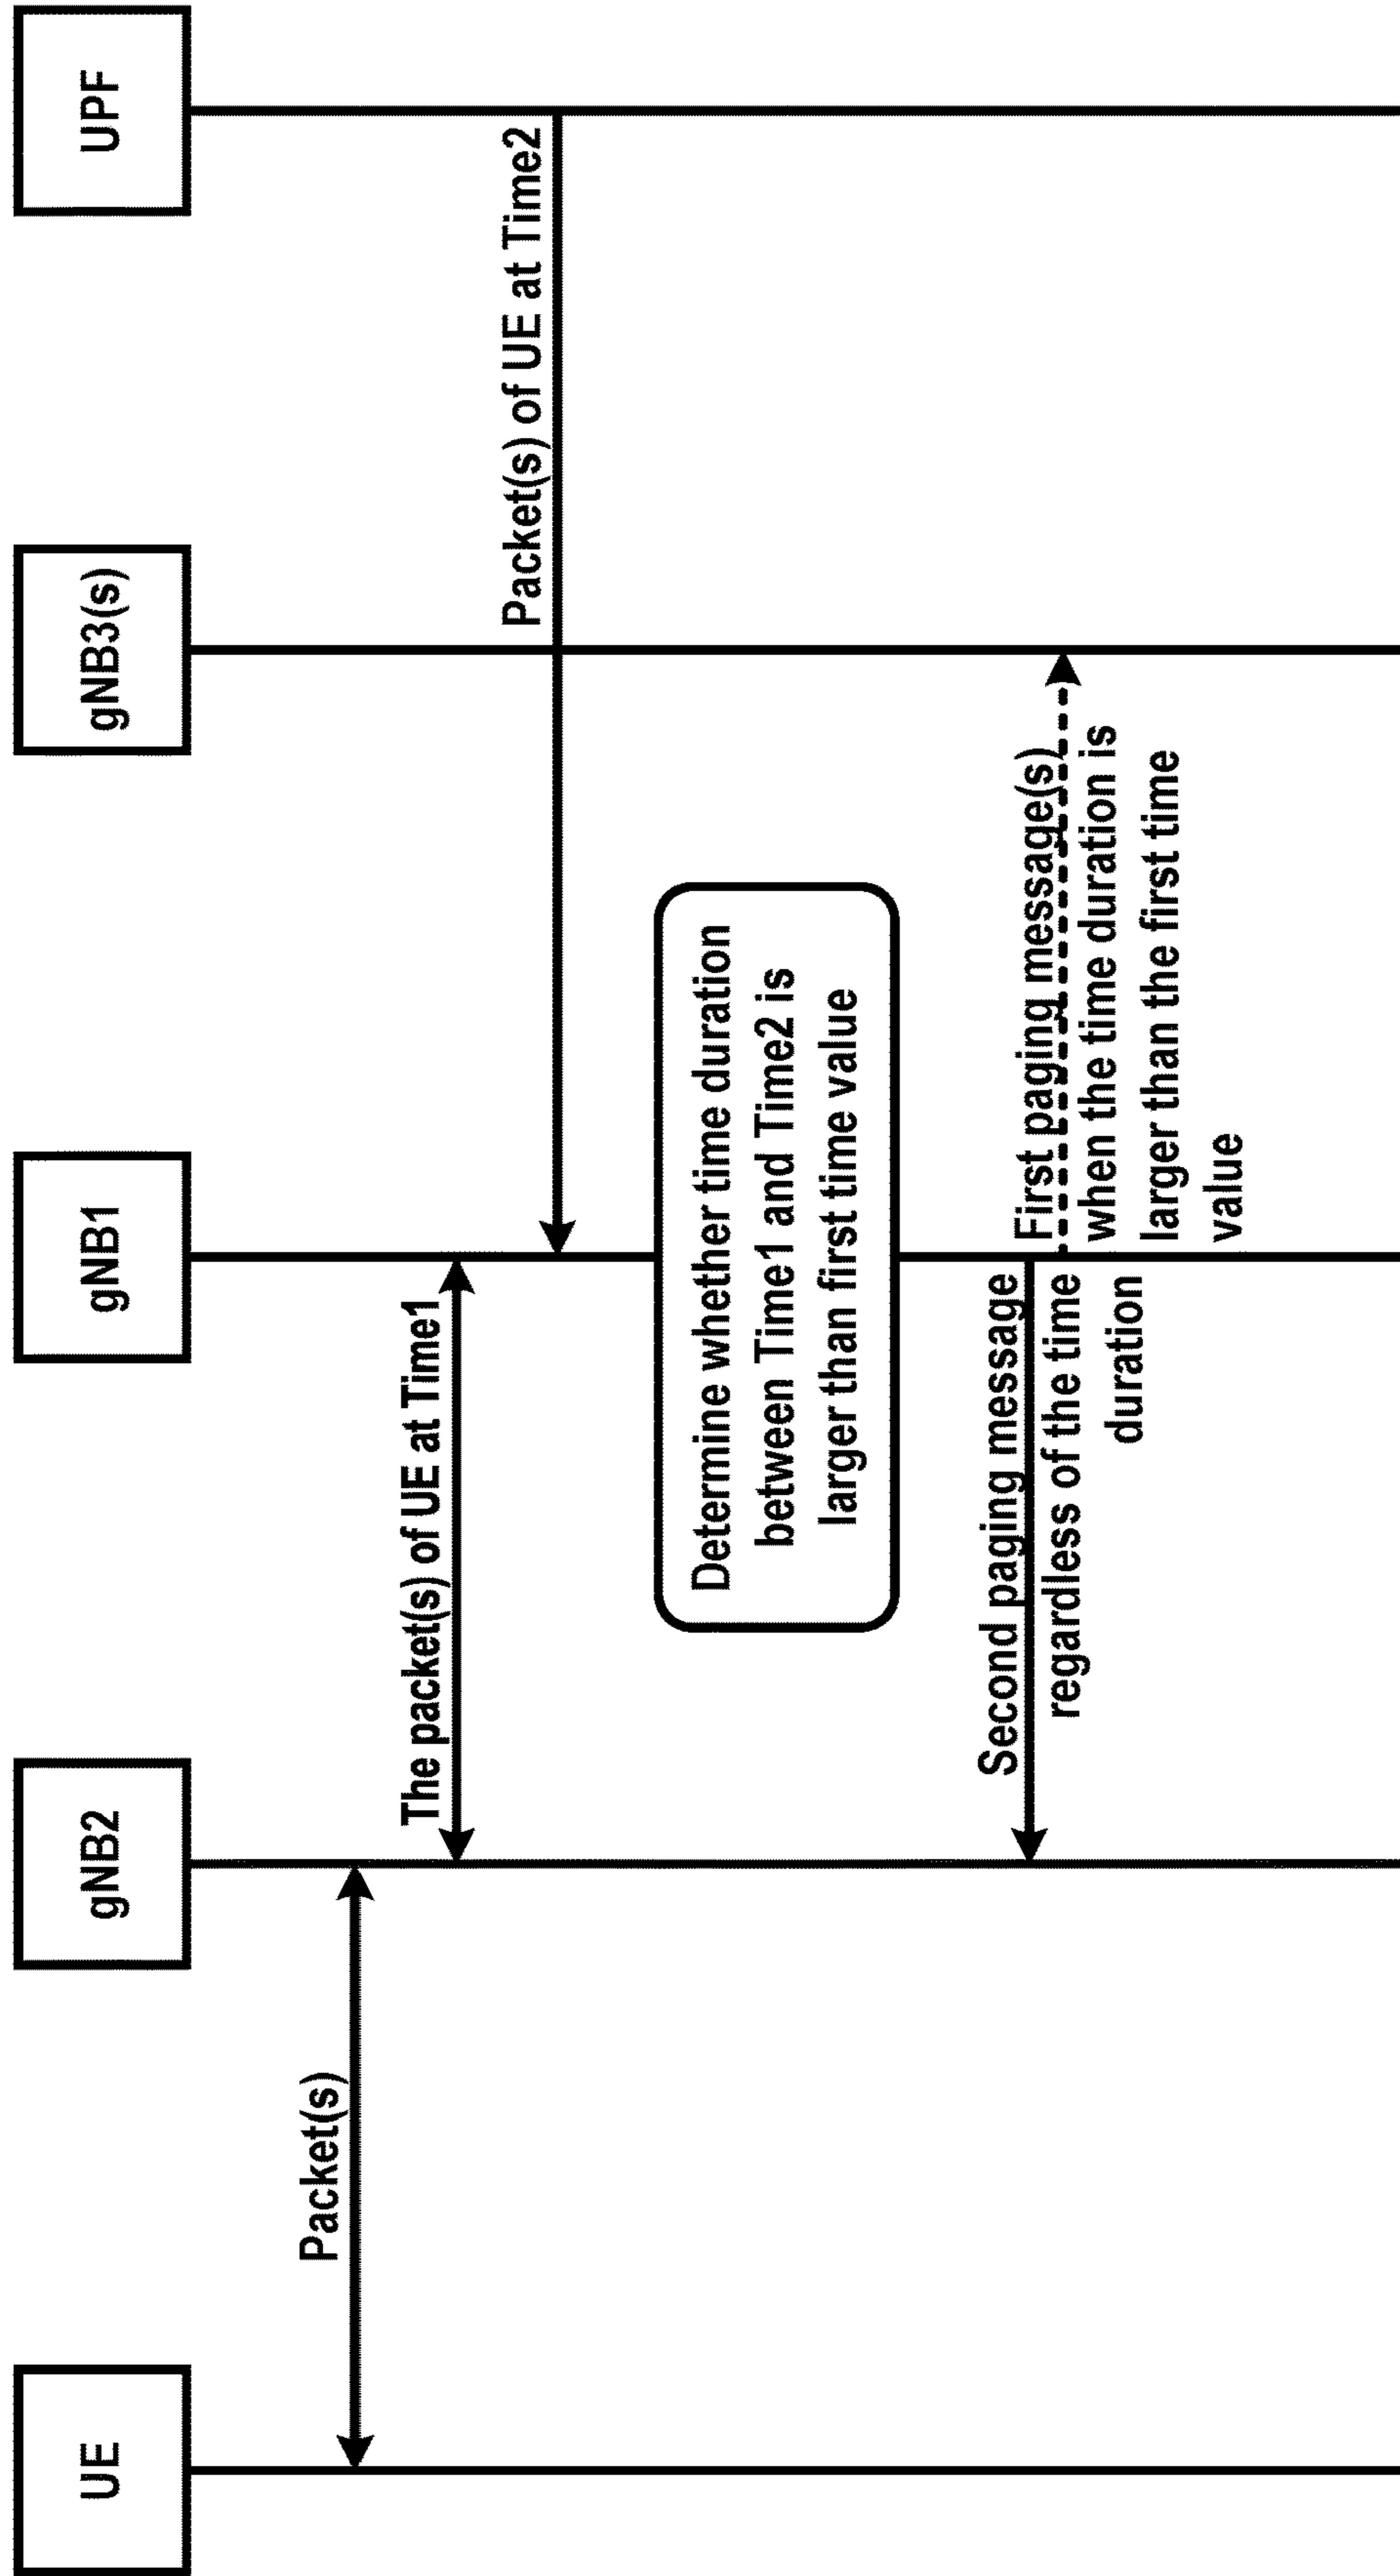 UE
gNB2
gNB1
gNB3(s)
UPF
Packet(s)
The packet(s) of UE at Time1
Packet(s) of UE at Time2
Determine whether time duration
between Time1 and Time2 is
larger than first time value
Second paging message
regardless of the time
duration
First paging message(s)
when the time duration is
larger than the first time
value